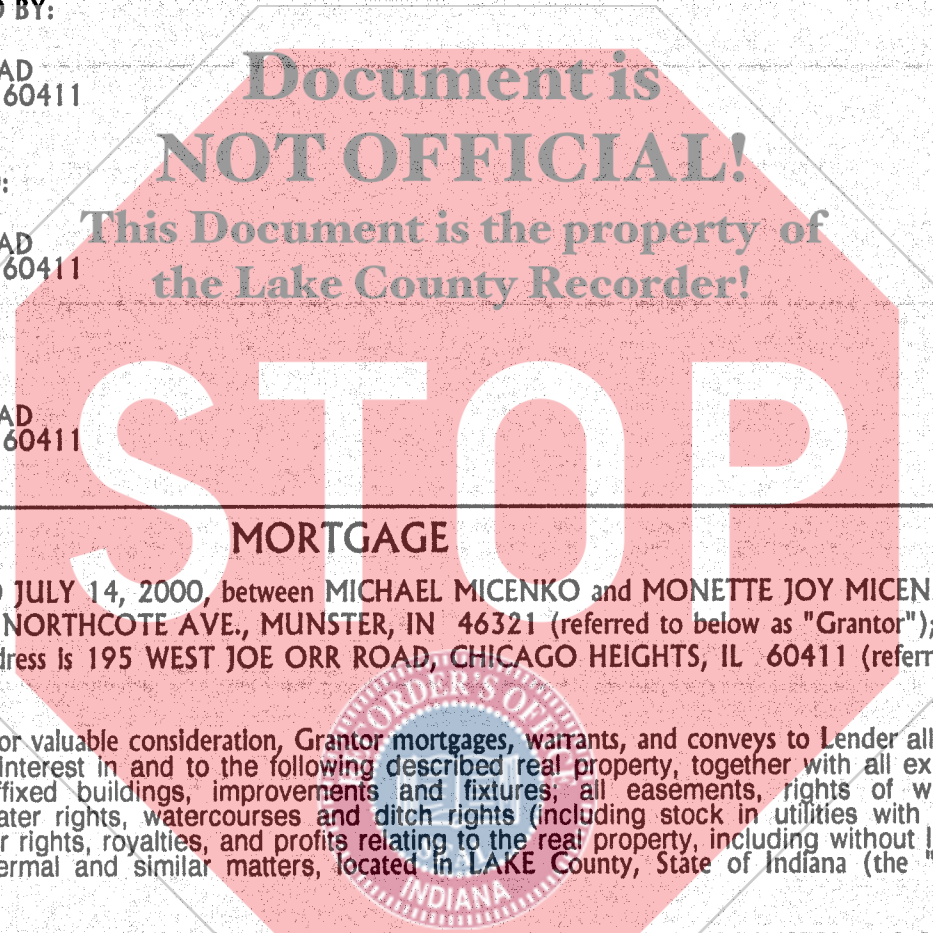 D BY:
AD
60411
Document is
NOT OFFICIAL!
:
AD
60411
This Document is the property of
the Lake County Recorder!
AD
60411
STOP
MORTGAGE
JULY 14, 2000, between MICHAEL MICENKO and MONETTE JOY MICEN
NORTHCOTE AVE., MUNSTER, IN 46321 (referred to below as "Grantor");
dress is 195 WEST JOE ORR ROAD, CHICAGO HEIGHTS, IL 60411 (referr
or valuable consideration, Grantor mortgages, warrants, and conveys to Lender all
interest in and to the following described real property, together with all ex
ffixed buildings, improvements and fixtures; all easements, rights of w
ater rights, watercourses and ditch rights (including stock in utilities with
r rights, royalties, and profits relating to the real property, including without l
ermal and similar matters, located in LAKE County, State of Indiana (the "
RECORDER'S OFFICE
SEAL
INDIANA